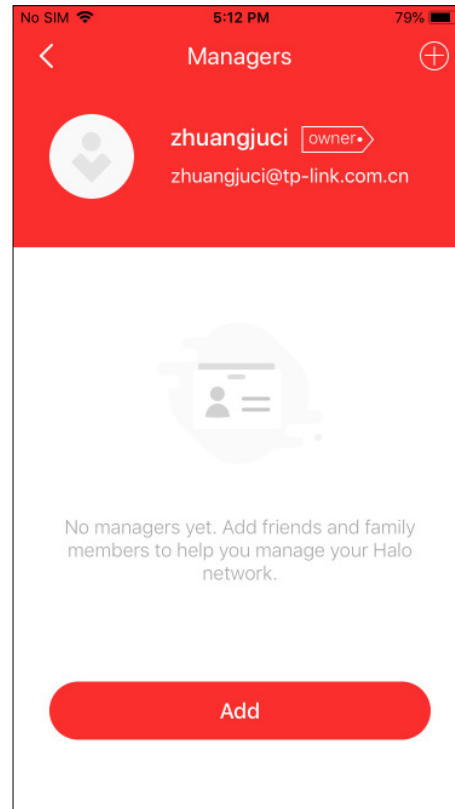 No SIM 5:12 PM 79%
Managers
zhuangjuci owner
zhuangjuci@tp-link.com.cn
No managers yet. Add friends and family
members to help you manage your Halo
network.
Add